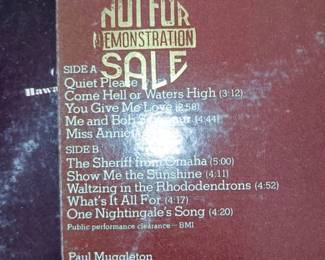 NOT FOR
DEMONSTRATION
SALE
SIDE A
Quiet Please
Come Hell or Waters High (3:12)
You Give Me Love (2:58)
Me and Bob (4:44)
Miss Annie
SIDE B
The Sheriff from Omaha (5:00)
Show Me the Sunshine (4:11)
Waltzing in the Rhododendrons (4:52)
What's It All For (4:17)
One Nightingale's Song (4:20)
Public performance clearance—BMI
Paul Muggleton